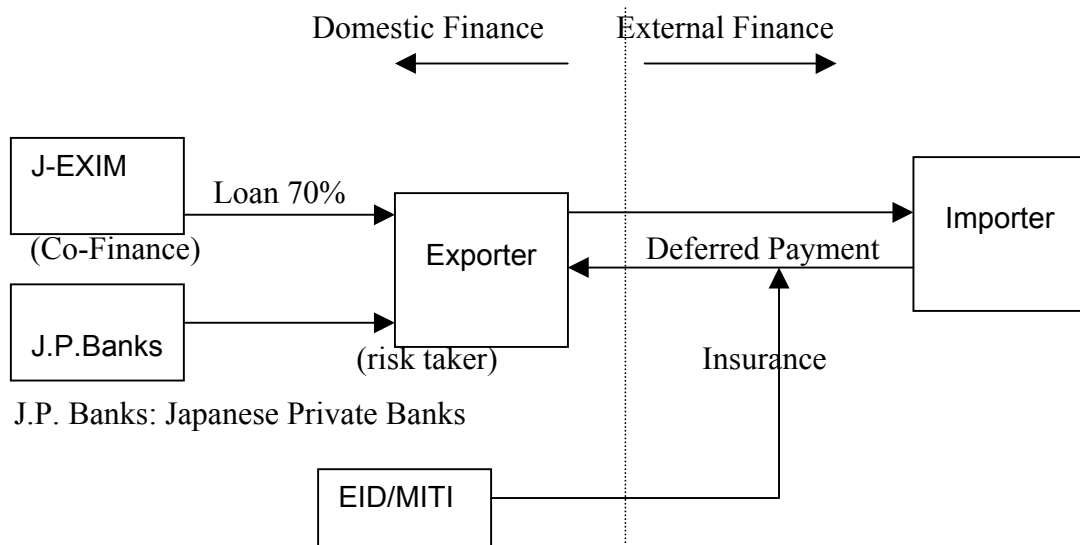 Domestic Finance
External Finance
J-EXIM
Loan 70%
(Co-Finance)
Exporter
Importer
Deferred Payment
J.P.Banks
(risk taker)
Insurance
J.P. Banks: Japanese Private Banks
EID/MITI